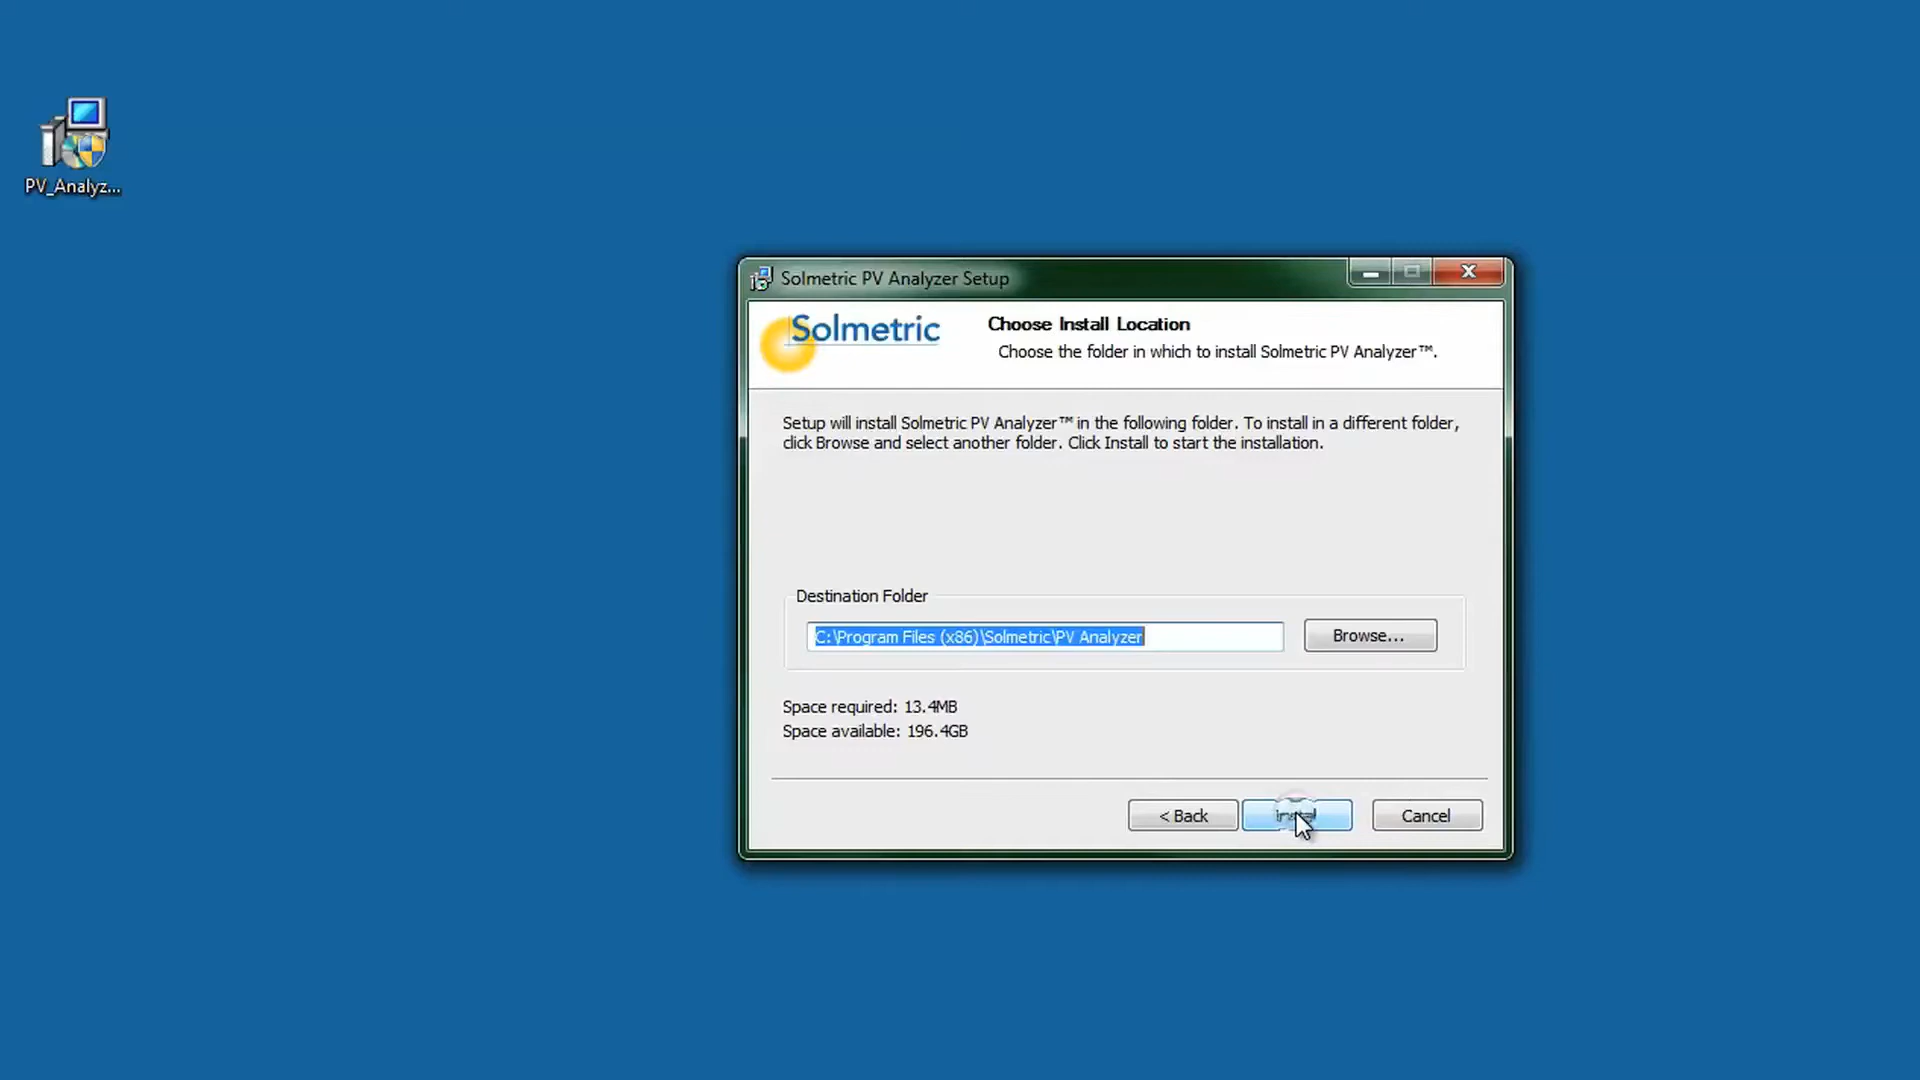 PV_Analyz...
Solmetric PV Analyzer Setup
Solmetric
Choose Install Location
Choose the folder in which to install Solmetric PV Analyzer™.
Setup will install Solmetric PV Analyzer™ in the following folder. To install in a different folder,
click Browse and select another folder. Click Install to start the installation.
Destination Folder
C:\Program Files (x86)\Solmetric\PV Analyzer
Browse...
Space required: 13.4MB
Space available: 196.4GB
< Back
Install
Cancel